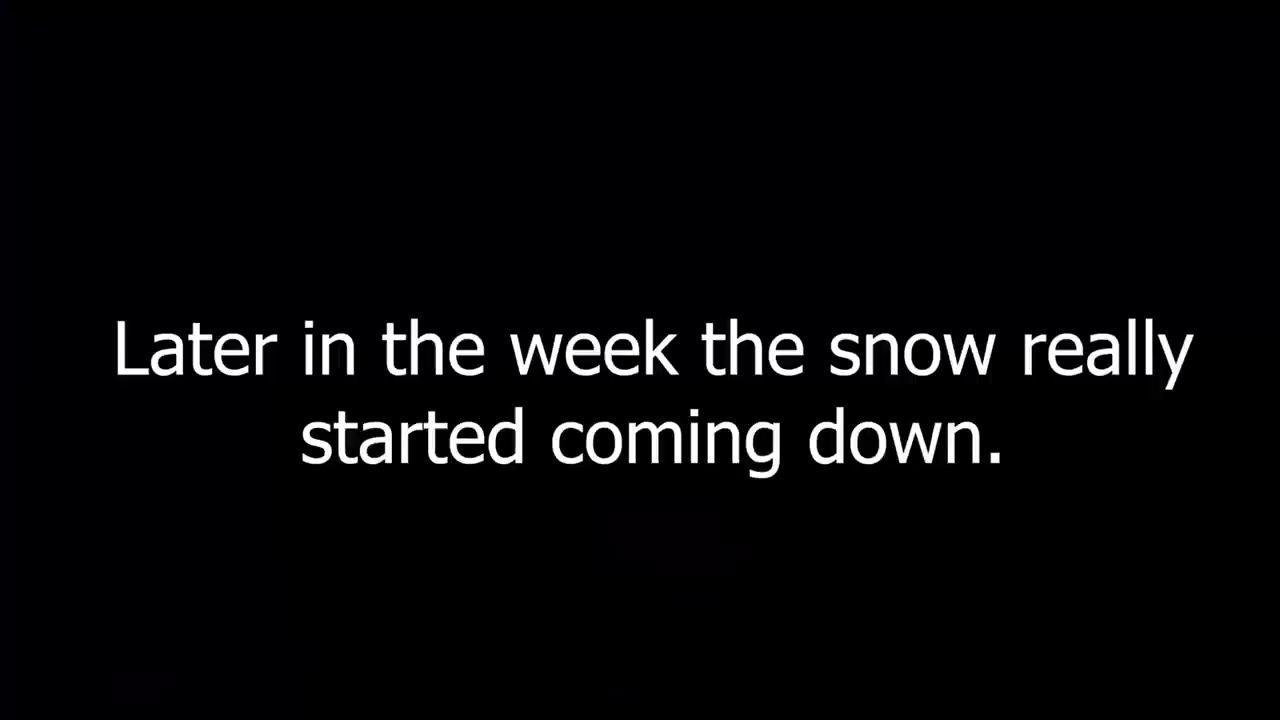 Later in the week the snow really
started coming down.